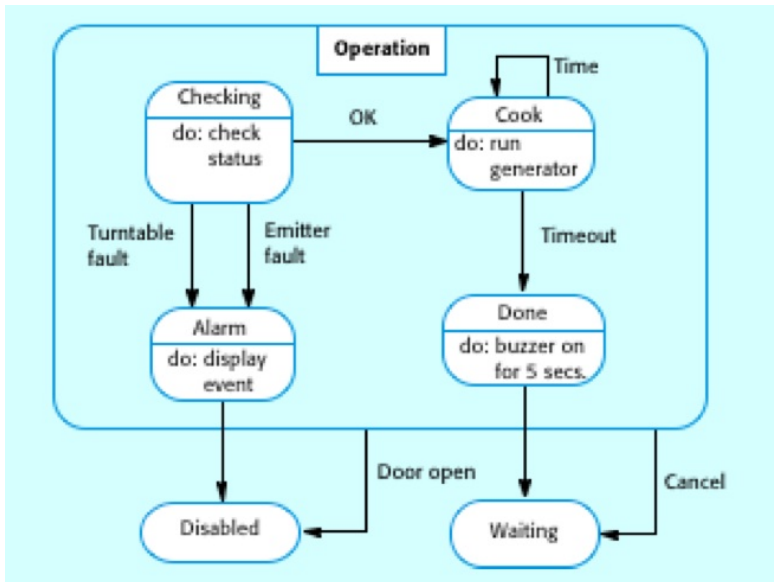 Operation
Time
Checking
do: check
status
OK
Cook
do: run
generator
Turntable
fault
Emitter
fault
Timeout
Alarm
do: display
event
Done
do: buzzer on
for 5 secs.
Door open
Cancel
Disabled
Waiting